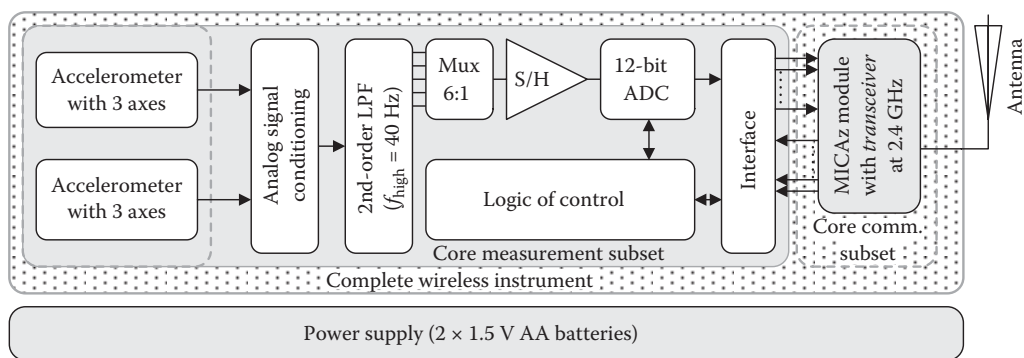 Accelerometer
with 3 axes
Accelerometer
with 3 axes
Analog signal
conditioning
2nd-order LPF
(fhigh = 40 Hz)
Mux
6:1
S/H
12-bit
ADC
Logic of control
Interface
MICAz module
with transceiver
at 2.4 GHz
Antenna
Core measurement subset
Core comm.
subset
Complete wireless instrument
Power supply (2 × 1.5 V AA batteries)